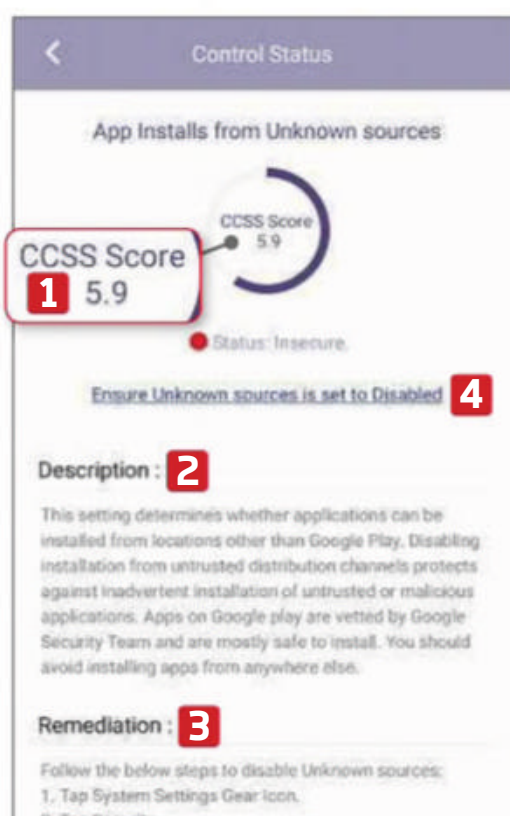 Control Status
App Installs from Unknown sources
CCSS Score
5.9
CCSS Score
1 5.9
Status: Insecure.
Ensure Unknown sources is set to Disabled 4
Description : 2
This setting determines whether applications can be
installed from locations other than Google Play. Disabling
installation from untrusted distribution channels protects
against inadvertent installation of untrusted or malicious
applications. Apps on Google play are vetted by Google
Security Team and are mostly safe to install. You should
avoid installing apps from anywhere else.
Remediation : 3
Follow the below steps to disable Unknown sources:
1. Tap System Settings Gear Icon.